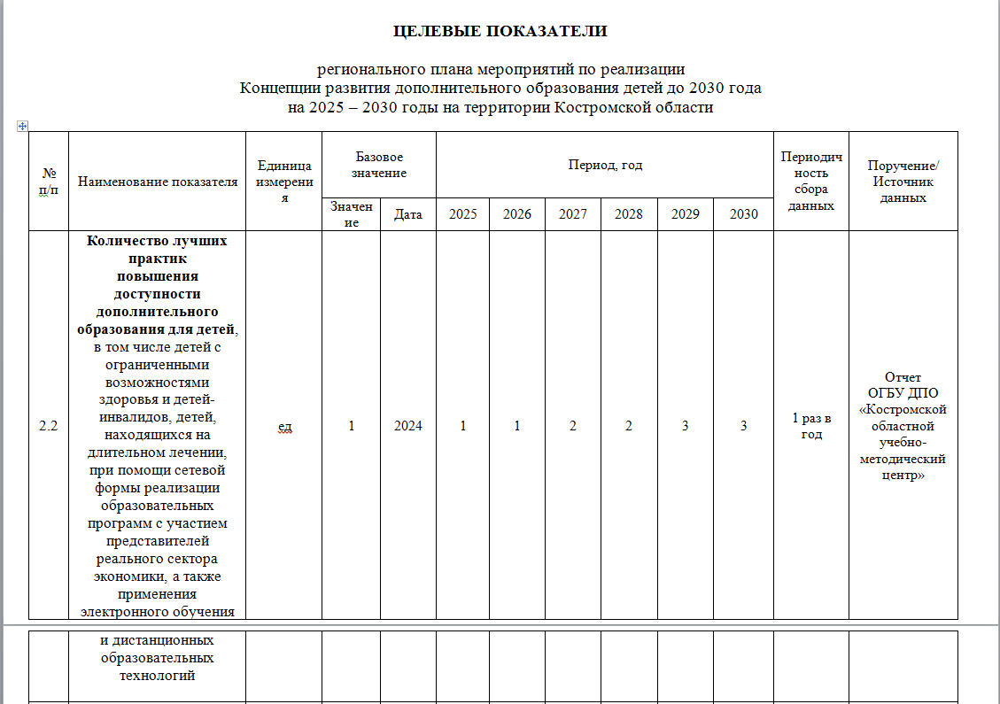 ЦЕЛЕВЫЕ ПОКАЗАТЕЛИ
регионального плана мероприятий по реализации
Концепции развития дополнительного образования детей до 2030 года
на 2025 – 2030 годы на территории Костромской области
№
п/п
Наименование показателя
Единица
измерени
я
Базовое
значение
Период, год
Периодич
ность
сбора
данных
Поручение/
Источник
данных
Значен
ие
Дата
2025
2026
2027
2028
2029
2030
2.2
Количество лучших
практик
повышения
доступности
дополнительного
образования для детей,
в том числе детей с
ограниченными
возможностями
здоровья и детей-
инвалидов, детей,
находящихся на
длительном лечении,
при помощи сетевой
формы реализации
образовательных
программ с участием
представителей
реального сектора
экономики, а также
применения
электронного обучения
и дистанционных
образовательных
технологий
ед
1
2024
1
1
2
2
3
3
1 раз в
год
Отчет
ОГБУ ДПО
«Костромской
областной
учебно-
методический
центр»